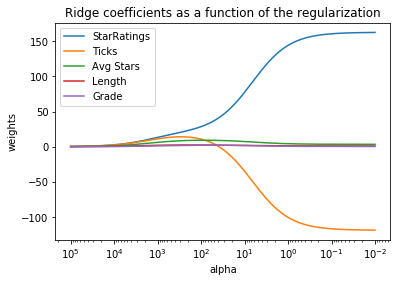 Ridge coefficients as a function of the regularization
StarRatings
Ticks
Avg Stars
Length
Grade
150
100
50
0
−50
−100
weights
10⁵ 10⁴ 10³ 10² 10¹ 10⁰ 10⁻¹ 10⁻²
alpha